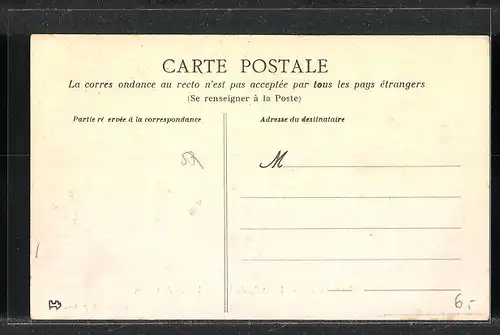 CARTE POSTALE
La corres ondance au recto n'est pas acceptée par tous les pays étrangers
(Se renseigner à la Poste)
Partie ré ervée à la correspondance
Adresse du destinataire
M
6,-